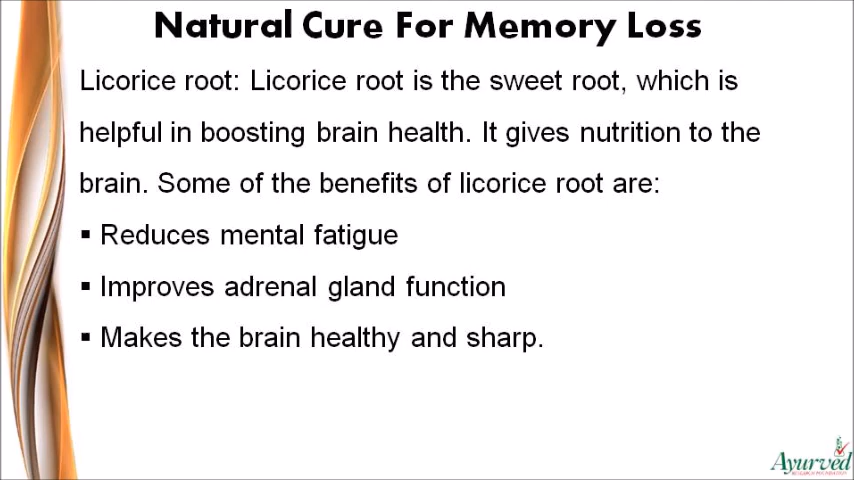 Natural Cure For Memory Loss
Licorice root: Licorice root is the sweet root, which is
helpful in boosting brain health. It gives nutrition to the
brain. Some of the benefits of licorice root are:
▪ Reduces mental fatigue
▪ Improves adrenal gland function
▪ Makes the brain healthy and sharp.
Ayurved